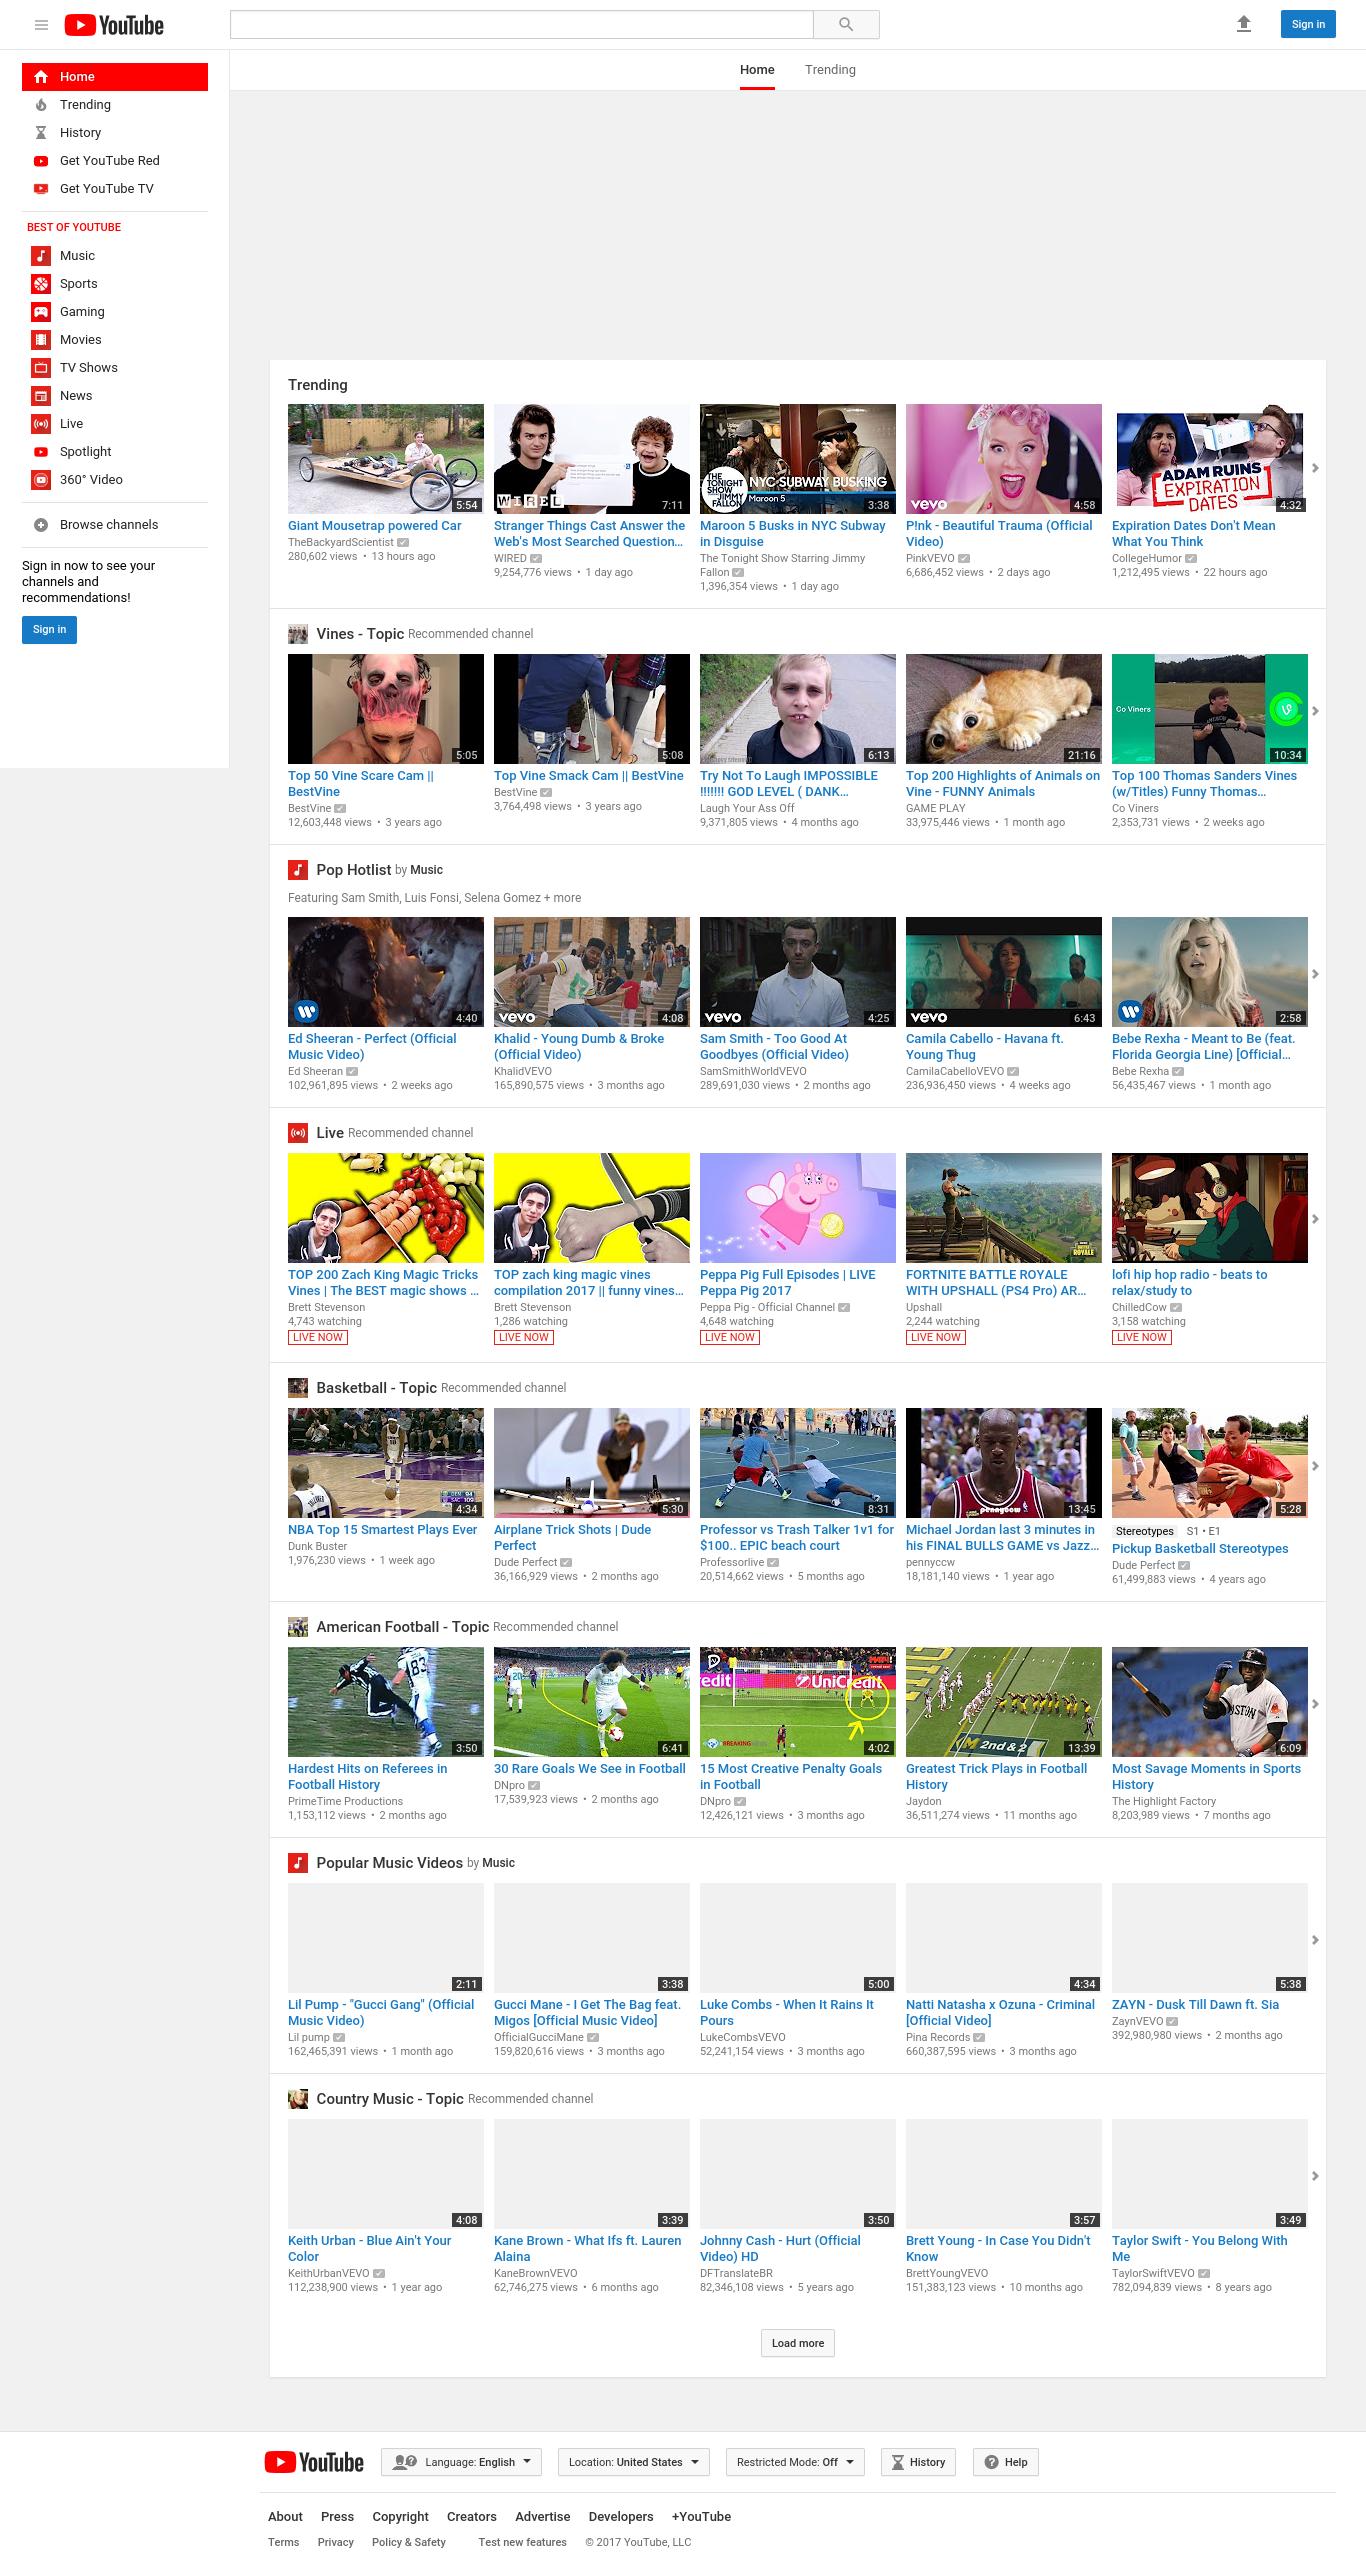 YouTube
Sign in
Home
Trending
Home
Trending
History
Get YouTube Red
Get YouTube TV
BEST OF YOUTUBE
Music
Sports
Gaming
Movies
TV Shows
News
Live
Spotlight
360° Video
Browse channels
Sign in now to see your
channels and
recommendations!
Sign in
Trending
5:54
Giant Mousetrap powered Car
TheBackyardScientist
280,602 views • 13 hours ago
WIRED
7:11
Stranger Things Cast Answer the
Web's Most Searched Question…
WIRED
9,254,776 views • 1 day ago
THE TONIGHT SHOW JIMMY FALLON
NYC SUBWAY BUSKING
Maroon 5
3:38
Maroon 5 Busks in NYC Subway
in Disguise
The Tonight Show Starring Jimmy
Fallon
1,396,354 views • 1 day ago
vevo
4:58
P!nk - Beautiful Trauma (Official
Video)
PinkVEVO
6,686,452 views • 2 days ago
ADAM RUINS
EXPIRATION
DATES
4:32
Expiration Dates Don't Mean
What You Think
CollegeHumor
1,212,495 views • 22 hours ago
Vines - Topic Recommended channel
5:05
Top 50 Vine Scare Cam ||
BestVine
BestVine
12,603,448 views • 3 years ago
5:08
Top Vine Smack Cam || BestVine
BestVine
3,764,498 views • 3 years ago
6:13
Try Not To Laugh IMPOSSIBLE
!!!!!!! GOD LEVEL ( DANK…
Laugh Your Ass Off
9,371,805 views • 4 months ago
21:16
Top 200 Highlights of Animals on
Vine - FUNNY Animals
GAME PLAY
33,975,446 views • 1 month ago
Co Viners
10:34
Top 100 Thomas Sanders Vines
(w/Titles) Funny Thomas…
Co Viners
2,353,731 views • 2 weeks ago
Pop Hotlist by Music
Featuring Sam Smith, Luis Fonsi, Selena Gomez + more
4:40
Ed Sheeran - Perfect (Official
Music Video)
Ed Sheeran
102,961,895 views • 2 weeks ago
vevo
4:08
Khalid - Young Dumb & Broke
(Official Video)
KhalidVEVO
165,890,575 views • 3 months ago
vevo
4:25
Sam Smith - Too Good At
Goodbyes (Official Video)
SamSmithWorldVEVO
289,691,030 views • 2 months ago
vevo
6:43
Camila Cabello - Havana ft.
Young Thug
CamilaCabelloVEVO
236,936,450 views • 4 weeks ago
2:58
Bebe Rexha - Meant to Be (feat.
Florida Georgia Line) [Official…
Bebe Rexha
56,435,467 views • 1 month ago
Live Recommended channel
TOP 200 Zach King Magic Tricks
Vines | The BEST magic shows …
Brett Stevenson
4,743 watching
LIVE NOW
TOP zach king magic vines
compilation 2017 || funny vines…
Brett Stevenson
1,286 watching
LIVE NOW
Peppa Pig Full Episodes | LIVE
Peppa Pig 2017
Peppa Pig - Official Channel
4,648 watching
LIVE NOW
BATTLE ROYALE
FORTNITE BATTLE ROYALE
WITH UPSHALL (PS4 Pro) AR…
Upshall
2,244 watching
LIVE NOW
lofi hip hop radio - beats to
relax/study to
ChilledCow
3,158 watching
LIVE NOW
Basketball - Topic Recommended channel
DEN 94
SAC 109
4:34
NBA Top 15 Smartest Plays Ever
Dunk Buster
1,976,230 views • 1 week ago
5:30
Airplane Trick Shots | Dude
Perfect
Dude Perfect
36,166,929 views • 2 months ago
8:31
Professor vs Trash Talker 1v1 for
$100.. EPIC beach court
Professorlive
20,514,662 views • 5 months ago
pennyccw
13:45
Michael Jordan last 3 minutes in
his FINAL BULLS GAME vs Jazz…
pennyccw
18,181,140 views • 1 year ago
5:28
Stereotypes S1 • E1
Pickup Basketball Stereotypes
Dude Perfect
61,499,883 views • 4 years ago
American Football - Topic Recommended channel
83
3:50
Hardest Hits on Referees in
Football History
PrimeTime Productions
1,153,112 views • 2 months ago
6:41
30 Rare Goals We See in Football
DNpro
17,539,923 views • 2 months ago
edit
UniCredit
4:02
15 Most Creative Penalty Goals
in Football
DNpro
12,426,121 views • 3 months ago
M 2nd & 2
13:39
Greatest Trick Plays in Football
History
Jaydon
36,511,274 views • 11 months ago
6:09
Most Savage Moments in Sports
History
The Highlight Factory
8,203,989 views • 7 months ago
Popular Music Videos by Music
2:11
Lil Pump - "Gucci Gang" (Official
Music Video)
Lil pump
162,465,391 views • 1 month ago
3:38
Gucci Mane - I Get The Bag feat.
Migos [Official Music Video]
OfficialGucciMane
159,820,616 views • 3 months ago
5:00
Luke Combs - When It Rains It
Pours
LukeCombsVEVO
52,241,154 views • 3 months ago
4:34
Natti Natasha x Ozuna - Criminal
[Official Video]
Pina Records
660,387,595 views • 3 months ago
5:38
ZAYN - Dusk Till Dawn ft. Sia
ZaynVEVO
392,980,980 views • 2 months ago
Country Music - Topic Recommended channel
4:08
Keith Urban - Blue Ain't Your
Color
KeithUrbanVEVO
112,238,900 views • 1 year ago
3:39
Kane Brown - What Ifs ft. Lauren
Alaina
KaneBrownVEVO
62,746,275 views • 6 months ago
3:50
Johnny Cash - Hurt (Official
Video) HD
DFTranslateBR
82,346,108 views • 5 years ago
3:57
Brett Young - In Case You Didn't
Know
BrettYoungVEVO
151,383,123 views • 10 months ago
3:49
Taylor Swift - You Belong With
Me
TaylorSwiftVEVO
782,094,839 views • 8 years ago
Load more
YouTube
Language: English
Location: United States
Restricted Mode: Off
History
Help
About Press Copyright Creators Advertise Developers +YouTube
Terms Privacy Policy & Safety Test new features © 2017 YouTube, LLC